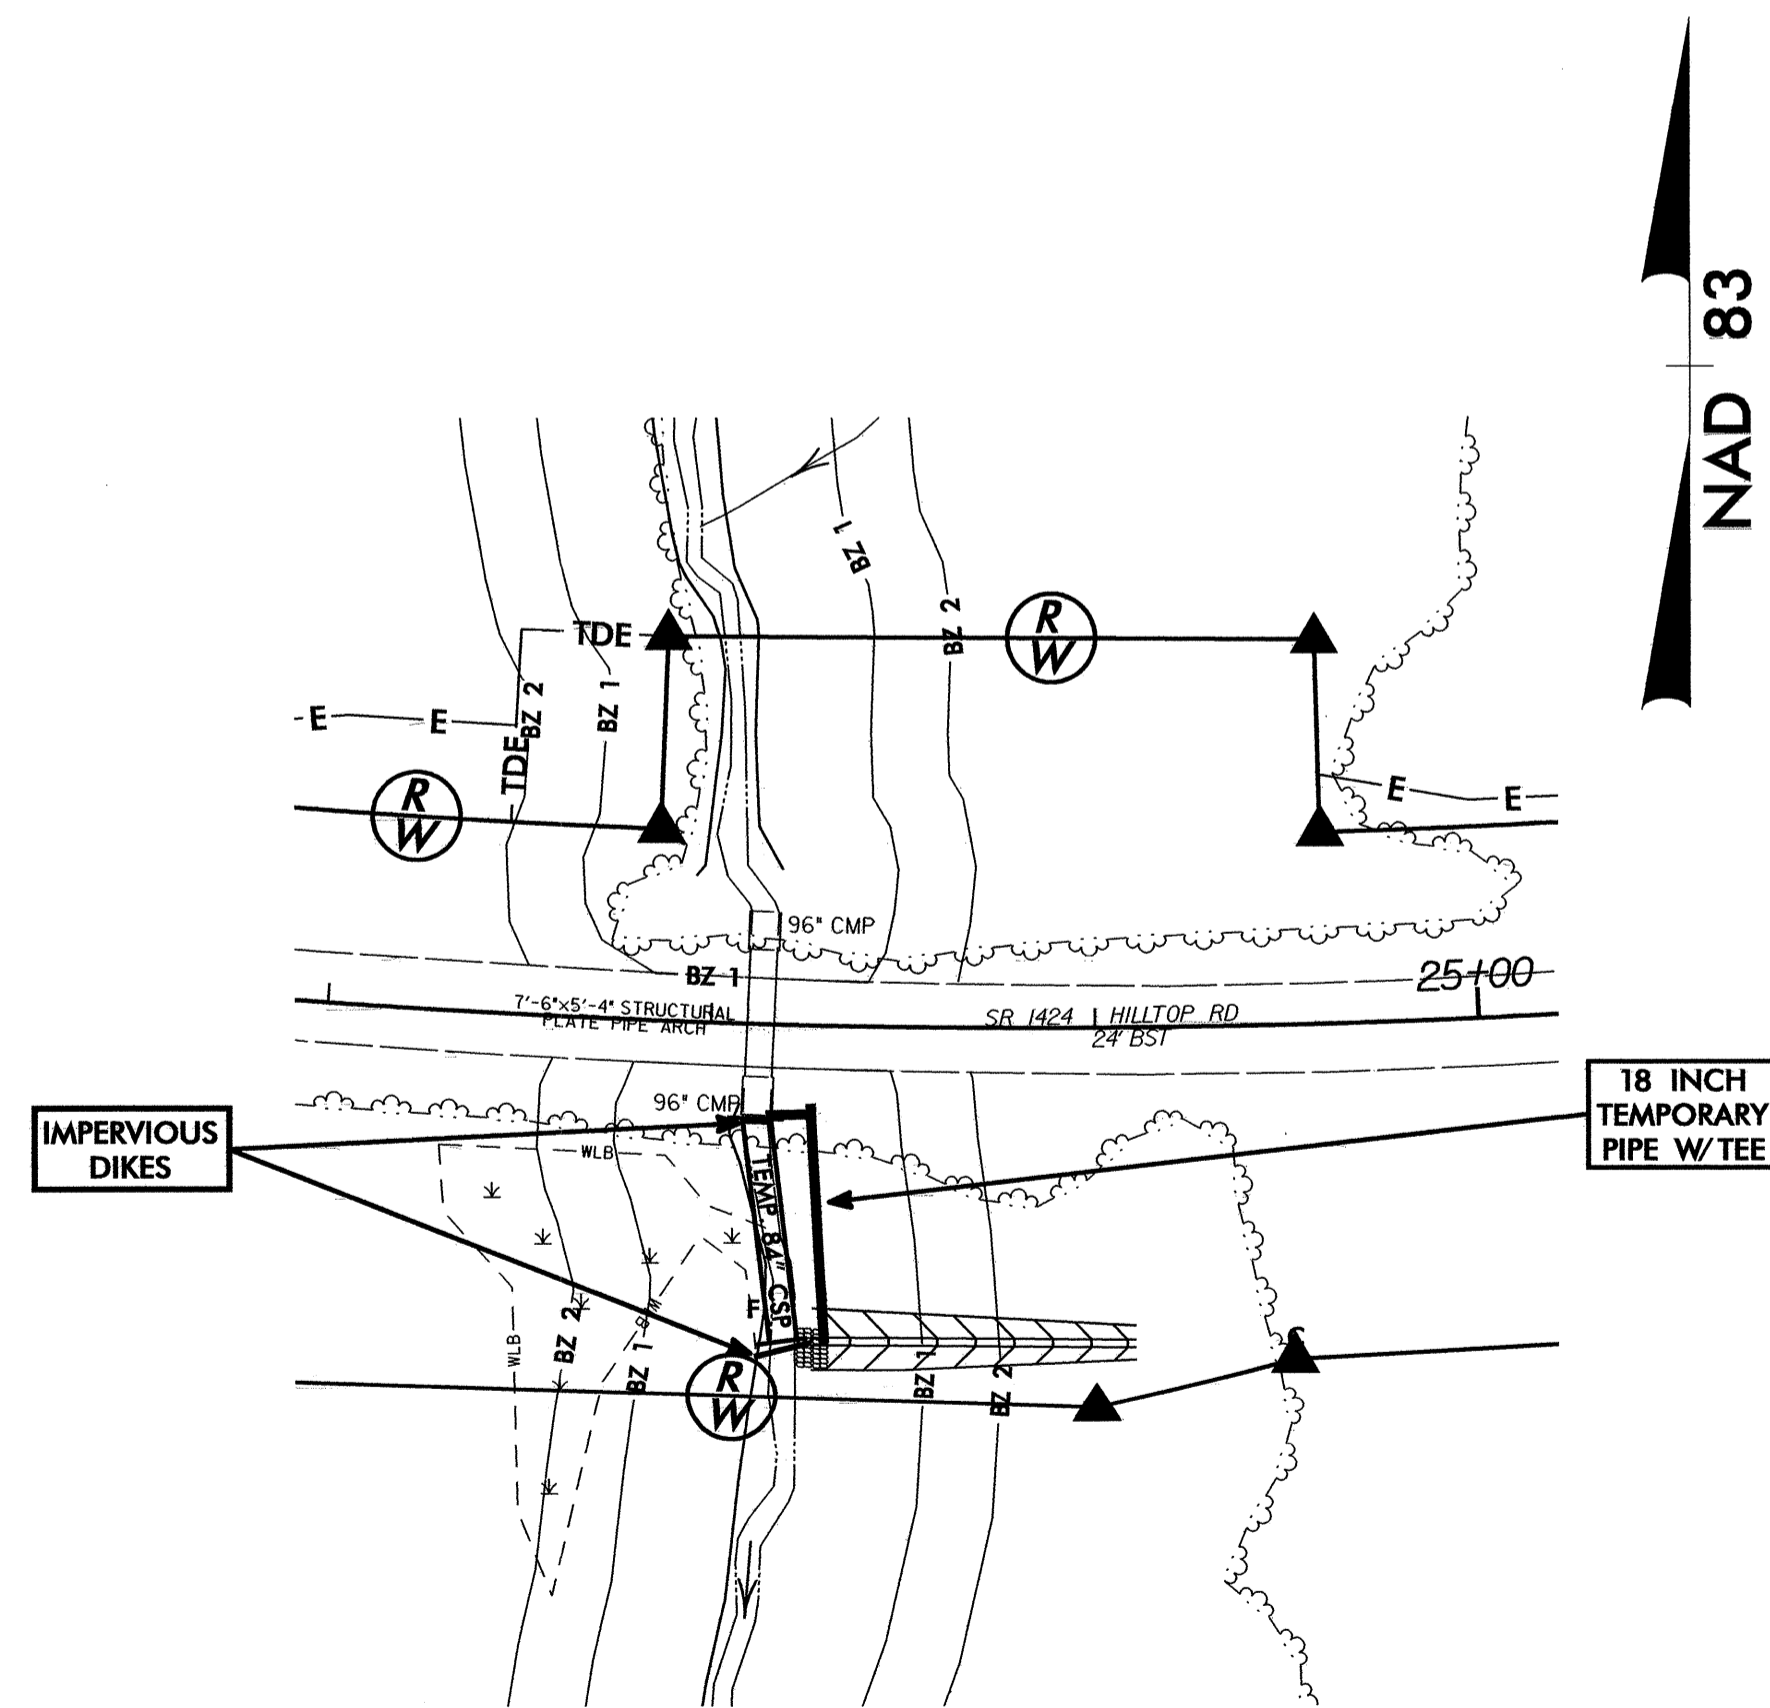 NAD 83
BZ 1
BZ 2
R
W
TDE
BZ 2
BZ 1
E
E
TDE
R
W
E
E
96" CMP
BZ 1
25+00
7'-6"x5'-4" STRUCTURAL
PLATE PIPE ARCH
SR 1424 HILLTOP RD
24' BST
18 INCH
TEMPORARY
PIPE W/ TEE
96" CMP
IMPERVIOUS
DIKES
WLB
TEMP. 84" CSP
F
WLB
WLB
BZ 2
BZ 1
BZ 1
BZ 2
R
W
C